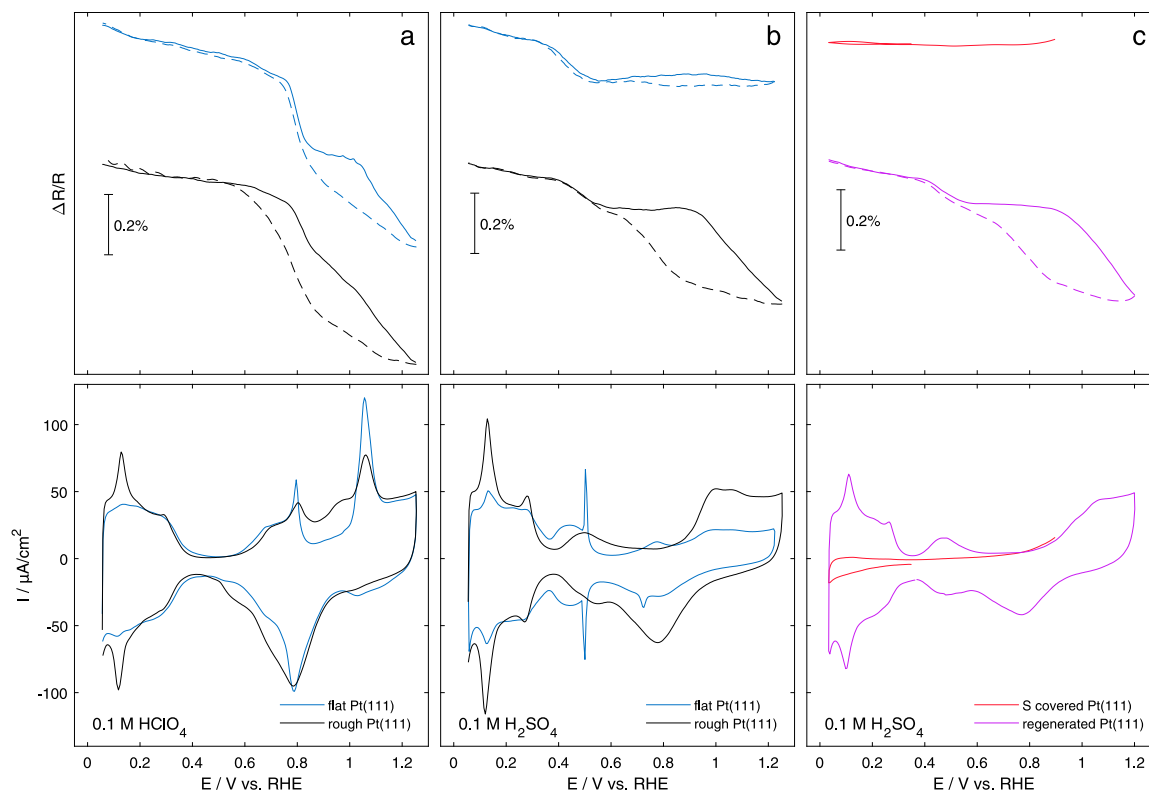 a
b
c
ΔR/R
0.2%
0.2%
0.2%
I / µA/cm²
100
50
0
-50
-100
flat Pt(111)
rough Pt(111)
0.1 M HClO₄
flat Pt(111)
rough Pt(111)
0.1 M H₂SO₄
S covered Pt(111)
regenerated Pt(111)
0.1 M H₂SO₄
0 0.2 0.4 0.6 0.8 1 1.2
0 0.2 0.4 0.6 0.8 1 1.2
0 0.2 0.4 0.6 0.8 1 1.2
E / V vs. RHE
E / V vs. RHE
E / V vs. RHE